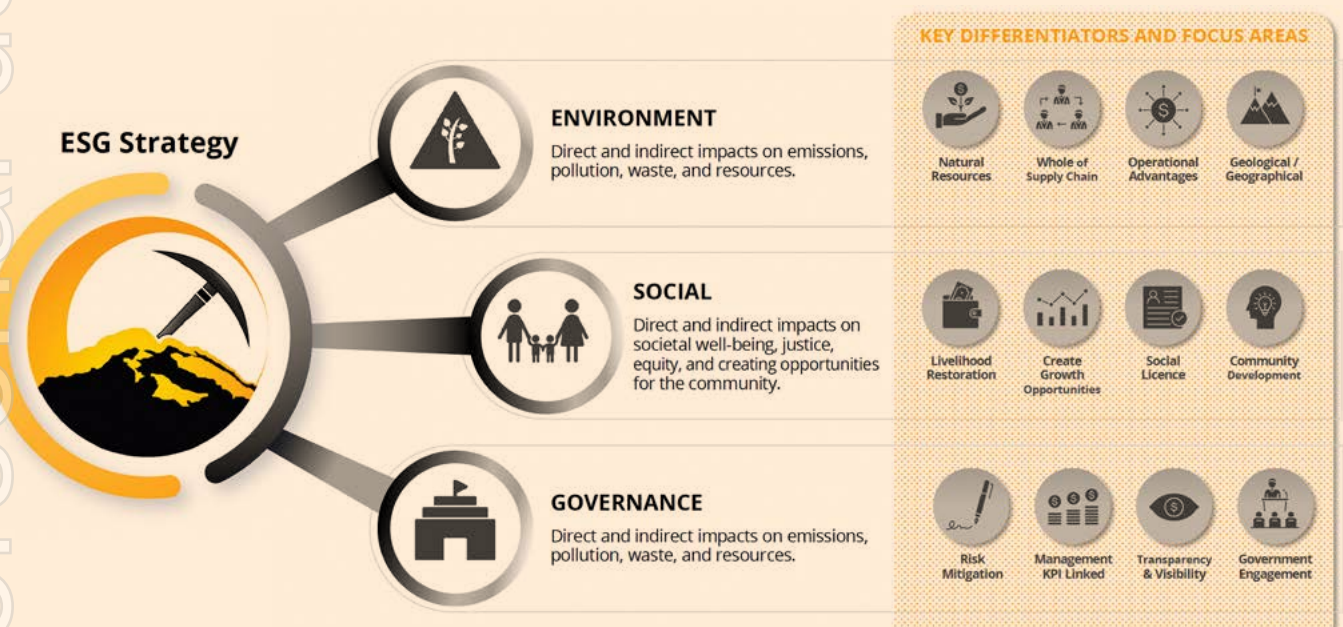 KEY DIFFERENTIATORS AND FOCUS AREAS
ESG Strategy
ENVIRONMENT
Direct and indirect impacts on emissions,
pollution, waste, and resources.
Natural
Resources
Whole of
Supply Chain
Operational
Advantages
Geological /
Geographical
SOCIAL
Direct and indirect impacts on
societal well-being, justice,
equity, and creating opportunities
for the community.
Livelihood
Restoration
Create
Growth
Opportunities
Social
Licence
Community
Development
GOVERNANCE
Direct and indirect impacts on emissions,
pollution, waste, and resources.
Risk
Mitigation
Management
KPI Linked
Transparency
& Visibility
Government
Engagement